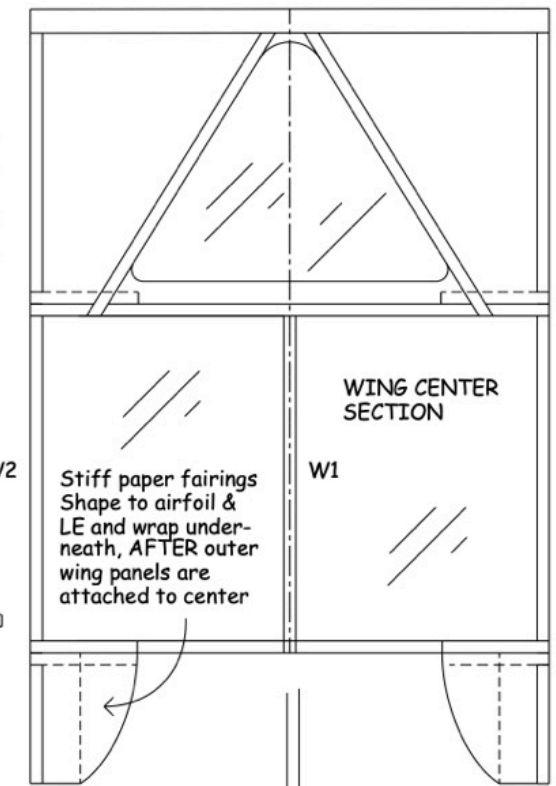 WING CENTER
SECTION
W1
Stiff paper fairings
Shape to airfoil &
LE and wrap under-
neath, AFTER outer
wing panels are
attached to center